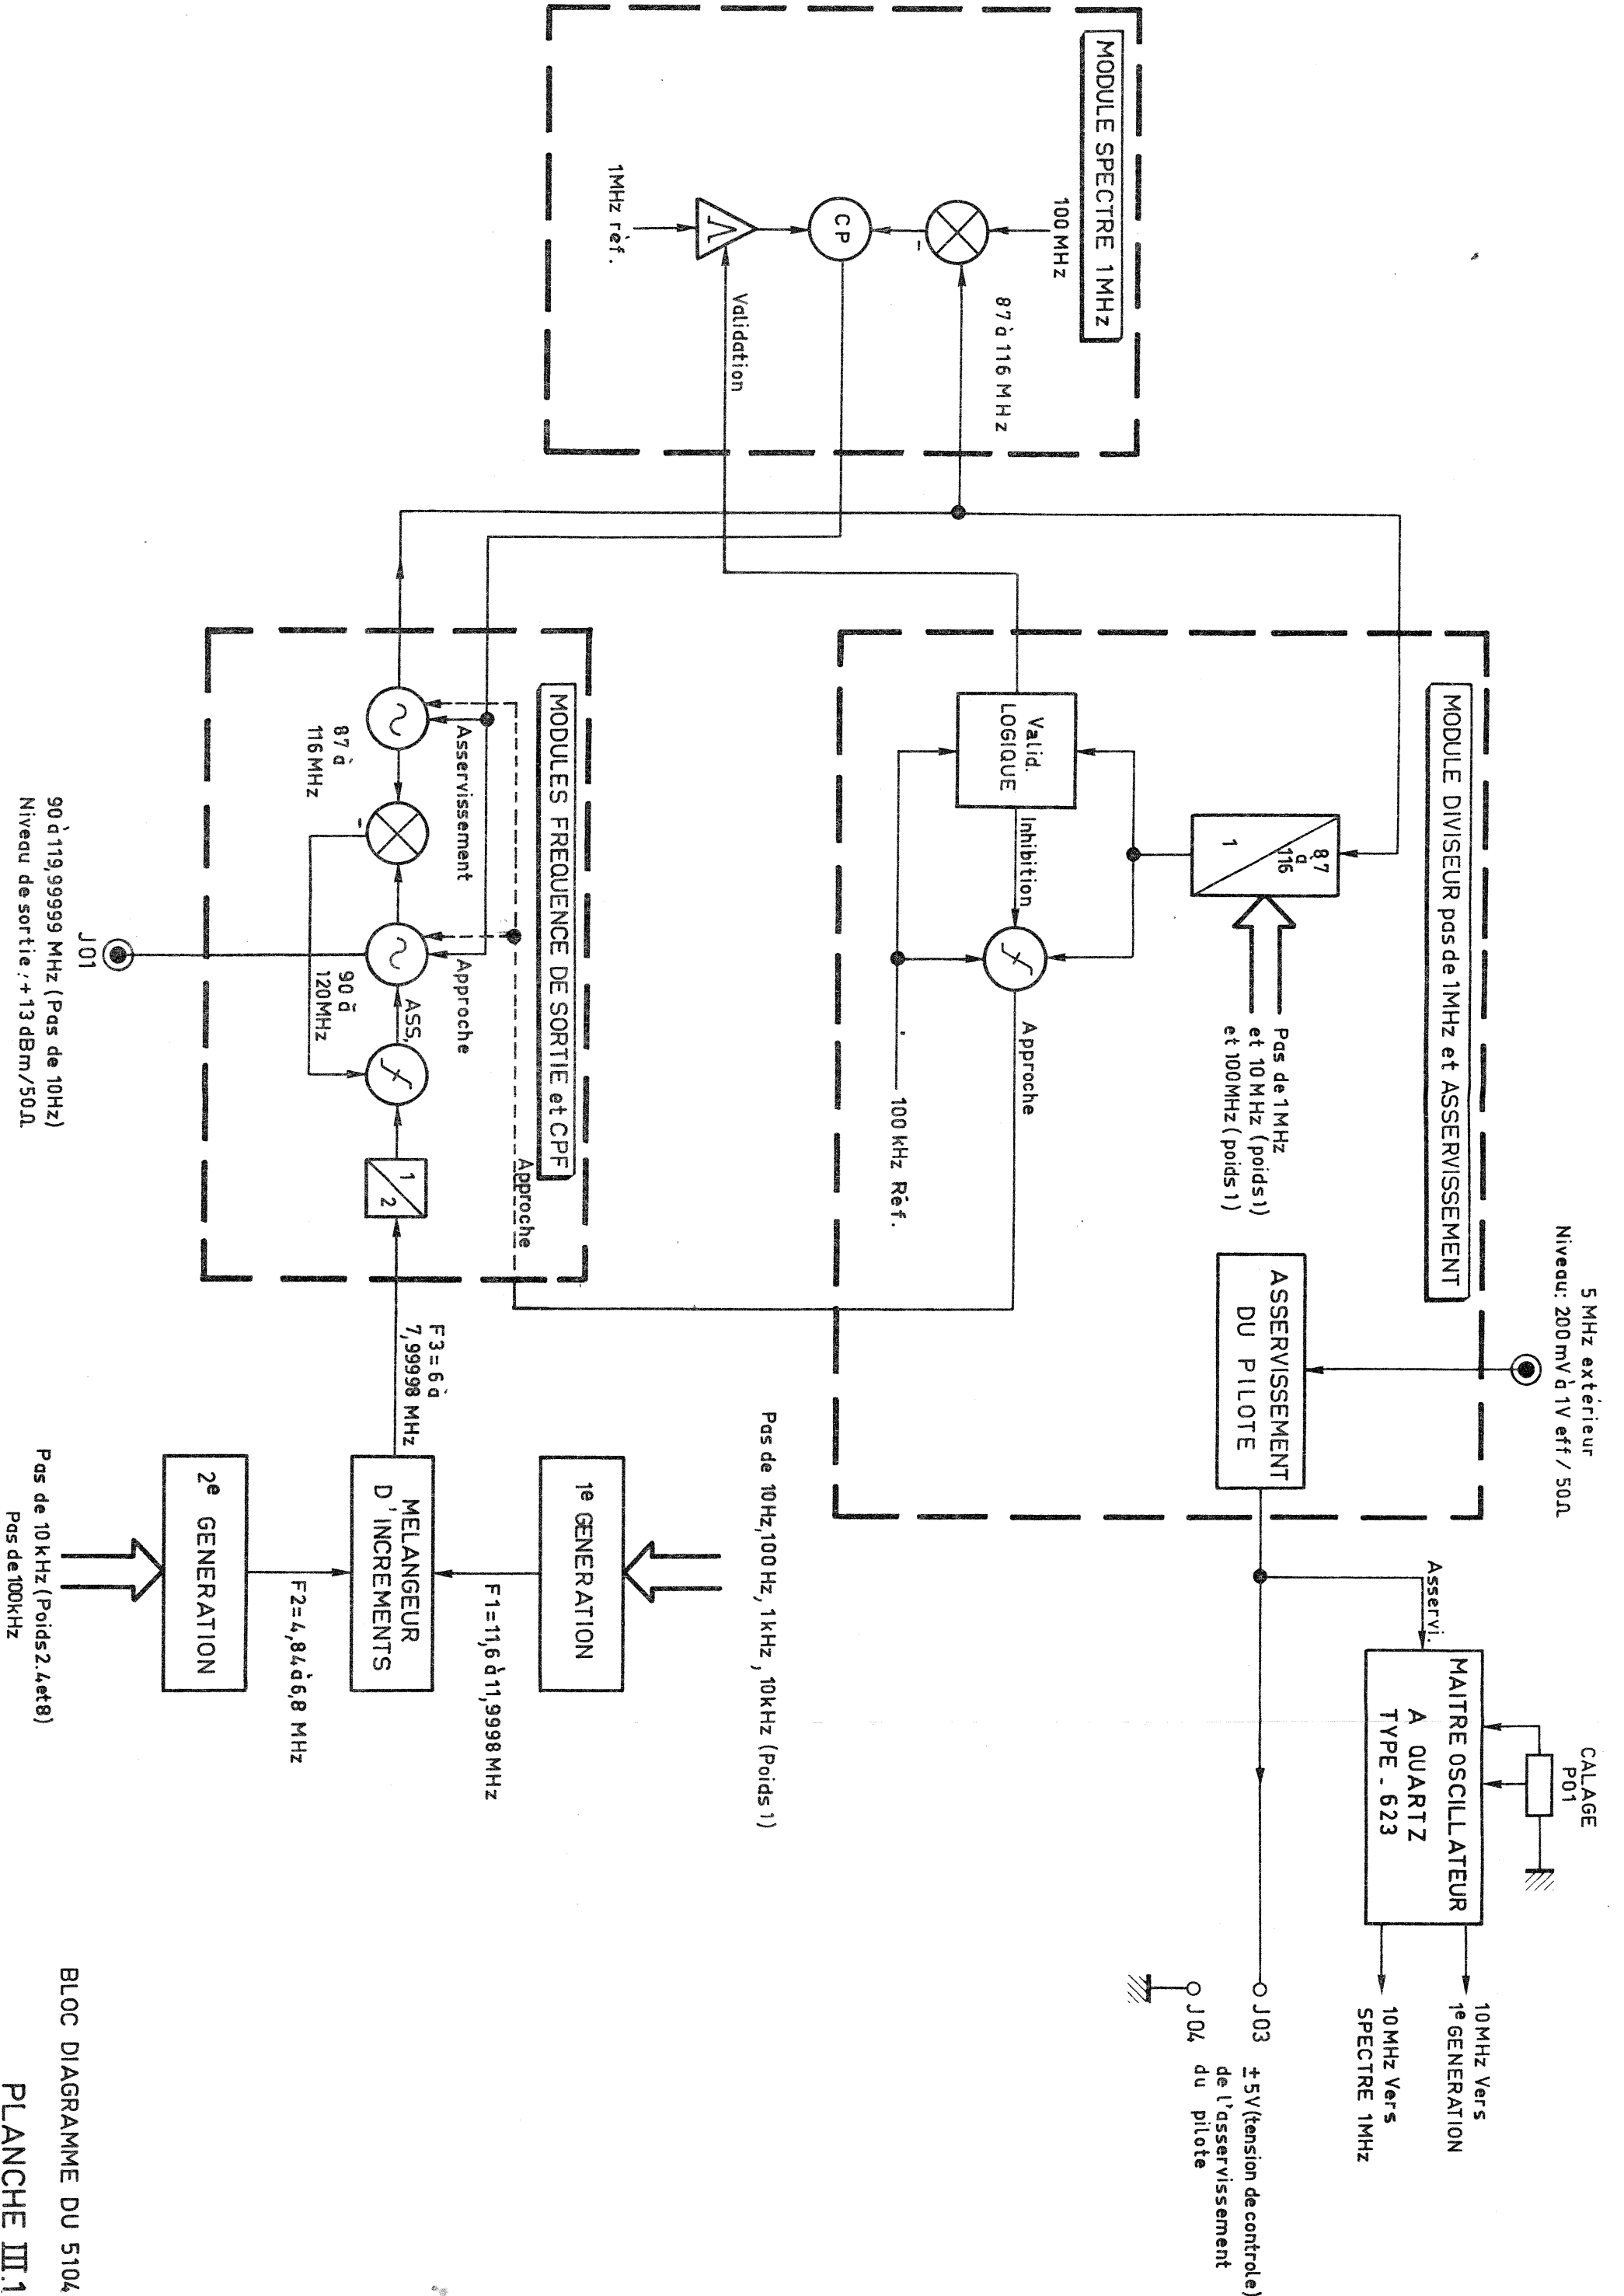 5 MHz extérieur
Niveau: 200 mV à 1V eff / 50Ω
CALAGE
P01
MODULE DIVISEUR pas de 1MHz et ASSERVISSEMENT
MODULE SPECTRE 1MHz
100 MHz
87 à 116 MHz
-
CP
1MHz réf.
Validation
87
à
116
1
Pas de 1MHz
et 10 MHz (poids 1)
et 100MHz (poids 1)
Valid.
LOGIQUE
Inhibition
Approche
100 kHz Réf.
ASSERVISSEMENT
DU PILOTE
Asservi.
MAITRE OSCILLATEUR
A QUARTZ
TYPE - 623
10MHz Vers
1e GENERATION
10MHz Vers
SPECTRE 1MHz
J03
± 5V (tension de controle)
de l'asservissement
du pilote
J04
MODULES FREQUENCE DE SORTIE et CPF
Asservissement
Approche
Approche
87 à
116 MHz
-
90 à
120MHz
ASS,
1
2
F3 = 6 à
7,99998 MHz
J01
90 à 119,99999 MHz (Pas de 10Hz)
Niveau de sortie : + 13 dBm/50Ω
Pas de 10Hz, 100 Hz, 1kHz, 10kHz (Poids 1)
1e GENERATION
F1 = 11,6 à 11,9998 MHz
MELANGEUR
D'INCREMENTS
F2 = 4,84 à 6,8 MHz
2e GENERATION
Pas de 10 kHz (Poids 2.4 et 8)
Pas de 100kHz
BLOC DIAGRAMME DU 5104
PLANCHE III.1